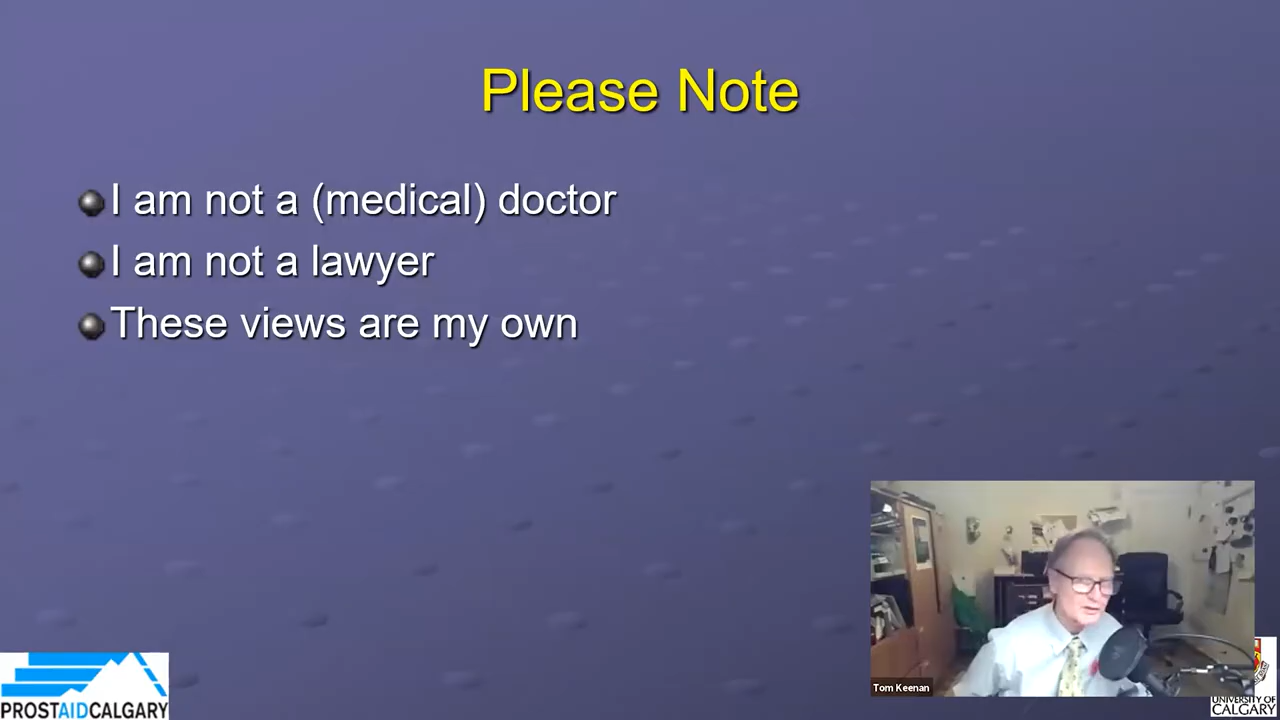 Please Note
I am not a (medical) doctor
I am not a lawyer
These views are my own
Tom Keenan
PROSTAIDCALGARY
UNIVERSITY OF
CALGARY